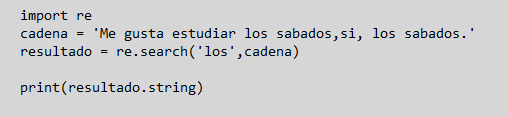 import re
cadena = 'Me gusta estudiar los sabados,si, los sabados.'
resultado = re.search('los',cadena)
print(resultado.string)